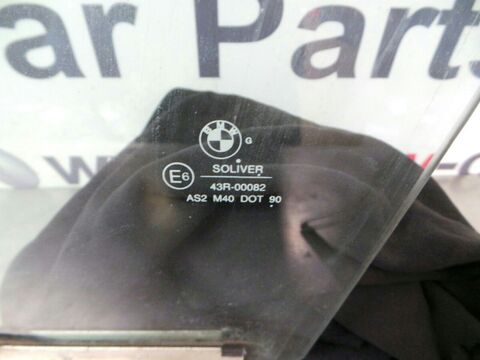 ar Parts
BMW G
SOLIVER
E6 43R-00082
AS2 M40 DOT 90